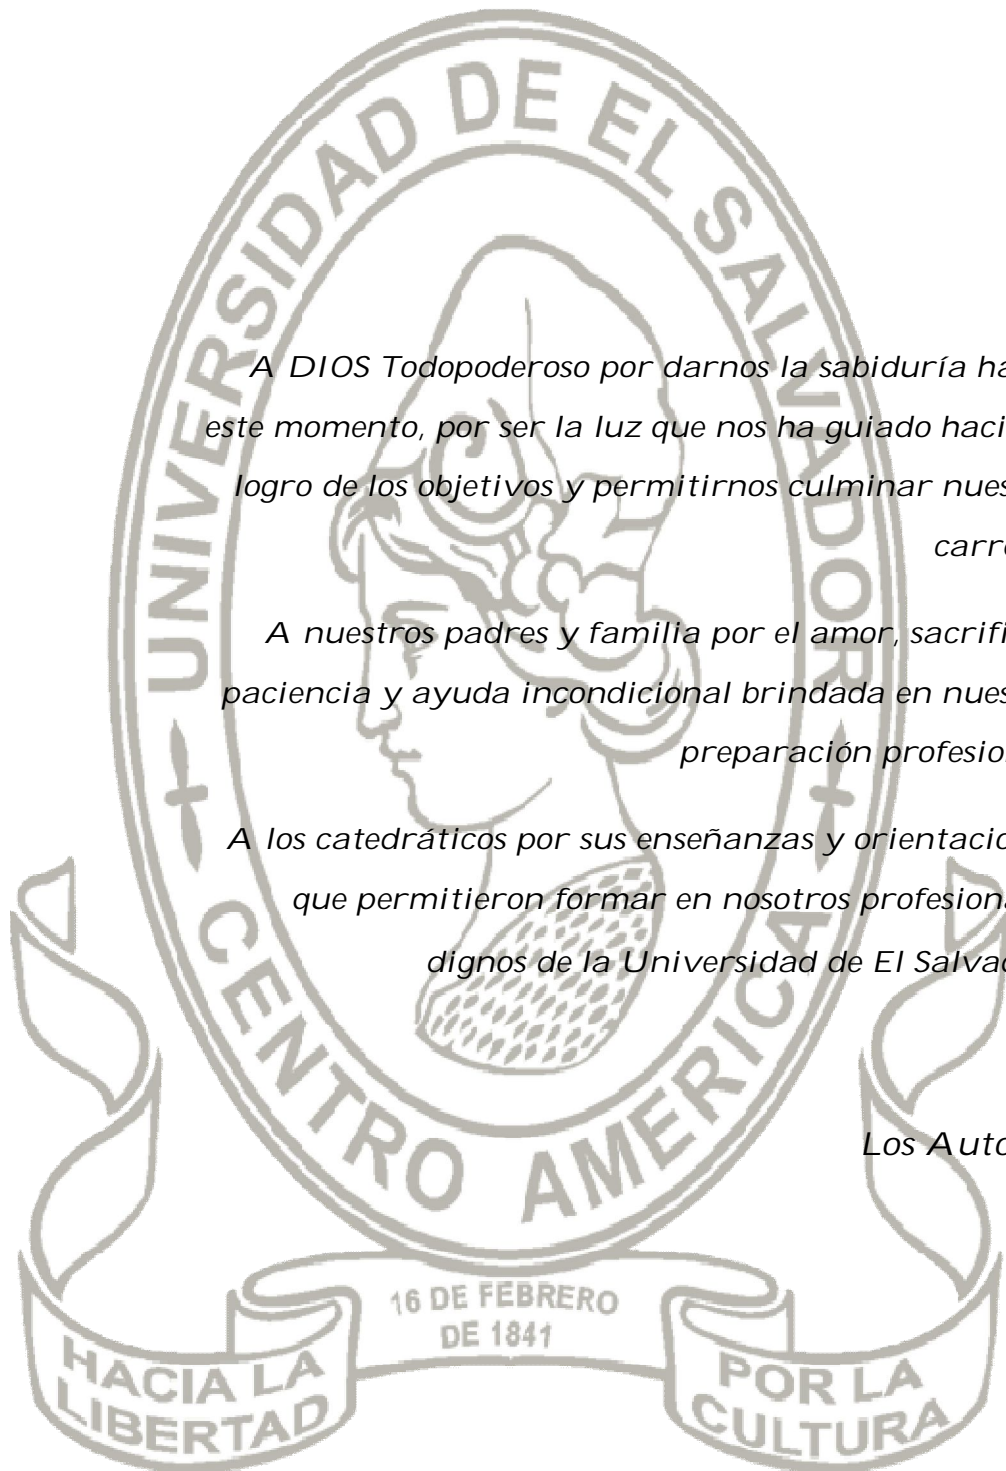 UNIVERSIDAD DE EL SALVADOR
A DIOS Todopoderoso por darnos la sabiduría ha
este momento, por ser la luz que nos ha guiado haci
logro de los objetivos y permitirnos culminar nues
carre
A nuestros padres y familia por el amor, sacrifi
paciencia y ayuda incondicional brindada en nues
preparación profesion
A los catedráticos por sus enseñanzas y orientacio
que permitieron formar en nosotros profesiona
dignos de la Universidad de El Salvad
Los Auto
CENTRO AMERICA
16 DE FEBRERO
DE 1841
HACIA LA
LIBERTAD
POR LA
CULTURA